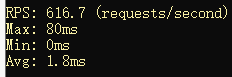 RPS: 616.7 (requests/second)
Max: 80ms
Min: 0ms
Avg: 1.8ms